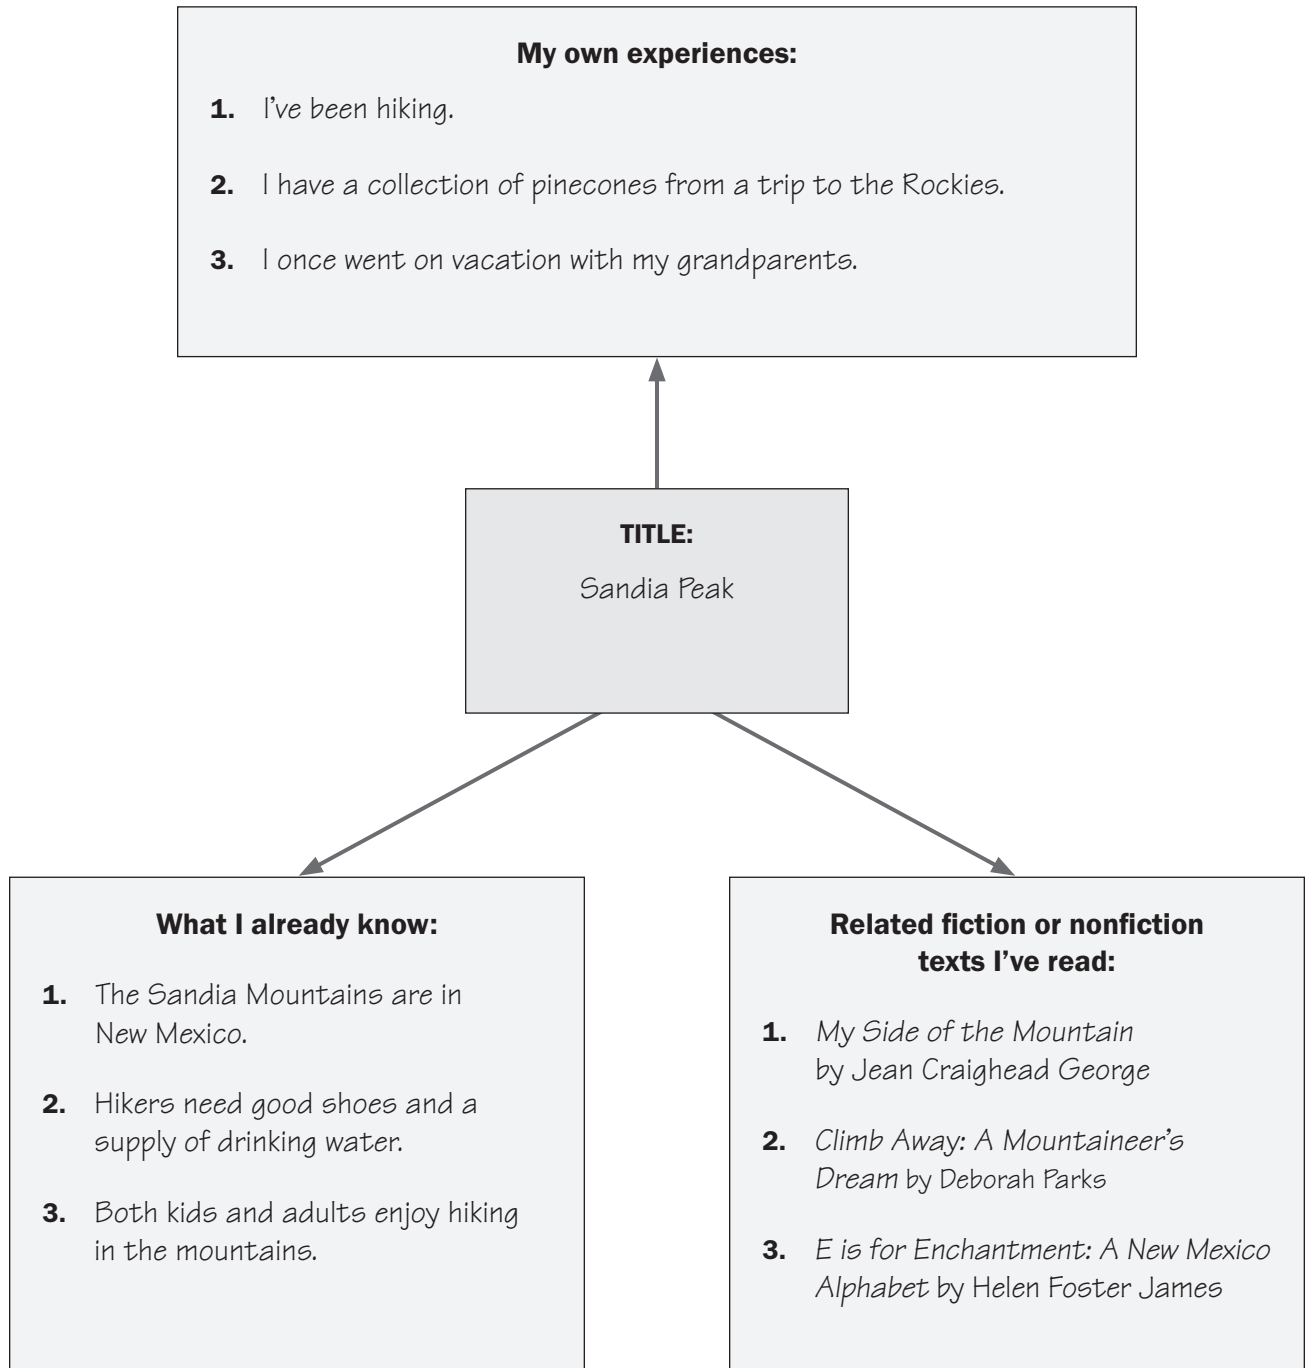 My own experiences:
1. I've been hiking.
2. I have a collection of pinecones from a trip to the Rockies.
3. I once went on vacation with my grandparents.
TITLE:
Sandia Peak
What I already know:
1. The Sandia Mountains are in
New Mexico.
2. Hikers need good shoes and a
supply of drinking water.
3. Both kids and adults enjoy hiking
in the mountains.
Related fiction or nonfiction
texts I've read:
1. My Side of the Mountain
by Jean Craighead George
2. Climb Away: A Mountaineer's
Dream by Deborah Parks
3. E is for Enchantment: A New Mexico
Alphabet by Helen Foster James